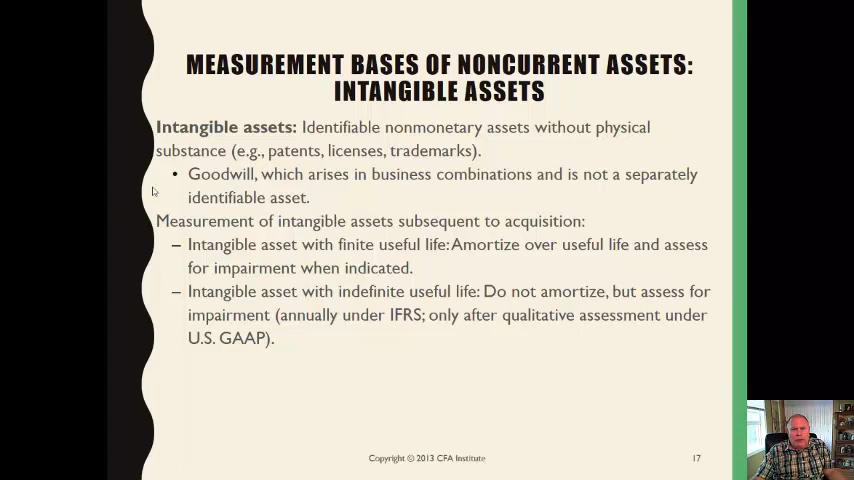 MEASUREMENT BASES OF NONCURRENT ASSETS:
INTANGIBLE ASSETS
Intangible assets: Identifiable nonmonetary assets without physical
substance (e.g., patents, licenses, trademarks).
• Goodwill, which arises in business combinations and is not a separately
identifiable asset.
Measurement of intangible assets subsequent to acquisition:
– Intangible asset with finite useful life: Amortize over useful life and assess
for impairment when indicated.
– Intangible asset with indefinite useful life: Do not amortize, but assess for
impairment (annually under IFRS; only after qualitative assessment under
U.S. GAAP).
Copyright © 2013 CFA Institute
17